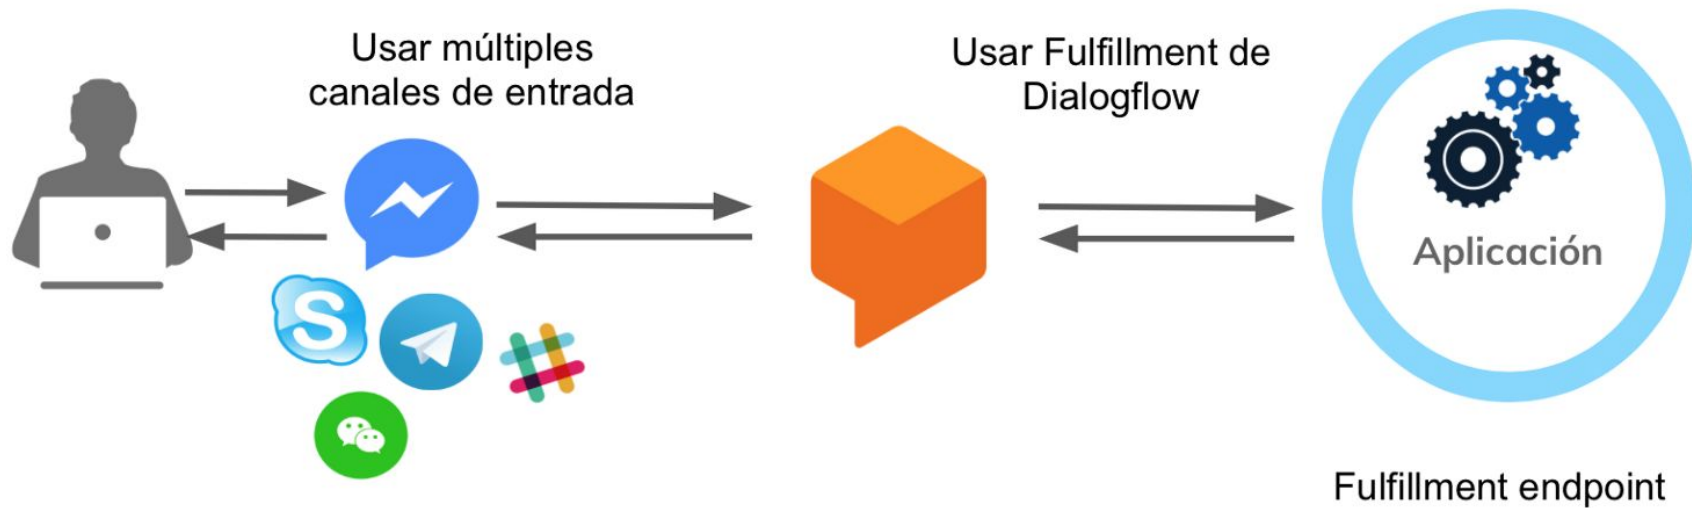 Usar múltiples
canales de entrada
Usar Fulfillment de
Dialogflow
S
Aplicación
Fulfillment endpoint